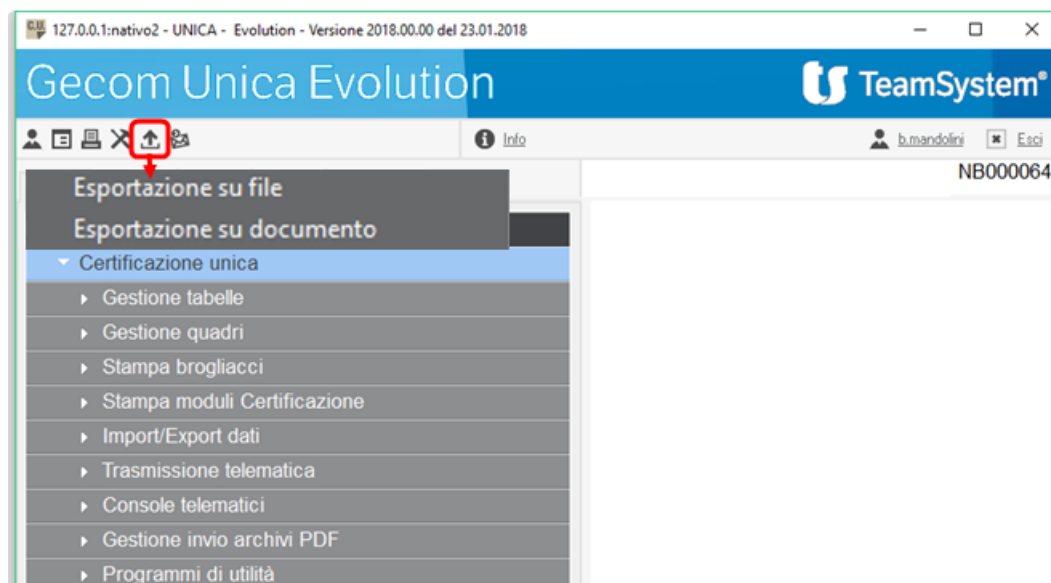 127.0.0.1:nativo2 - UNICA - Evolution - Versione 2018.00.00 del 23.01.2018
Gecom Unica Evolution
TeamSystem®
Info
b.mandolini
Esci
NB000064
Esportazione su file
Esportazione su documento
Certificazione unica
Gestione tabelle
Gestione quadri
Stampa brogliacci
Stampa moduli Certificazione
Import/Export dati
Trasmissione telematica
Console telematici
Gestione invio archivi PDF
Programmi di utilità